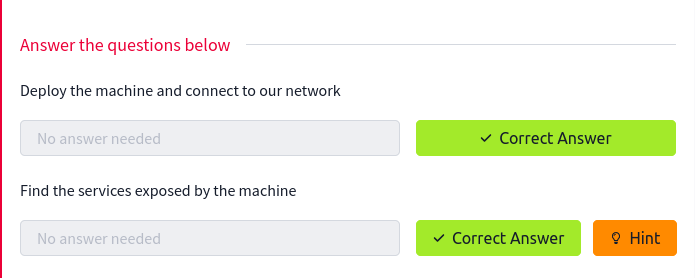 Answer the questions below
Deploy the machine and connect to our network
No answer needed
Correct Answer
Find the services exposed by the machine
No answer needed
Correct Answer
Hint